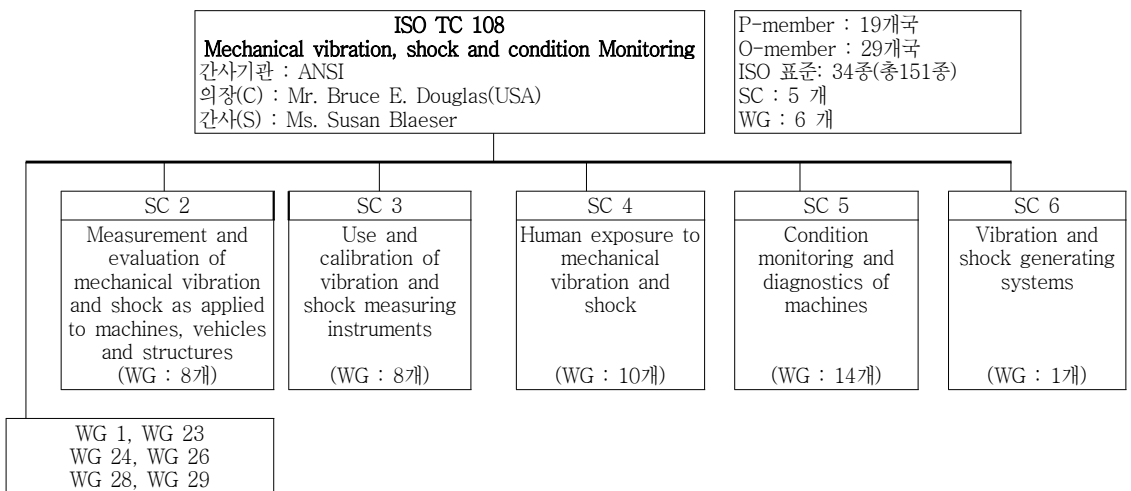 ISO TC 108
Mechanical vibration, shock and condition Monitoring
간사기관 : ANSI
의장(C) : Mr. Bruce E. Douglas(USA)
간사(S) : Ms. Susan Blaeser
P-member : 19개국
O-member : 29개국
ISO 표준: 34종(총151종)
SC : 5 개
WG : 6 개
SC 2
Measurement and
evaluation of
mechanical vibration
and shock as applied
to machines, vehicles
and structures
(WG : 8개)
SC 3
Use and
calibration of
vibration and
shock measuring
instruments
(WG : 8개)
SC 4
Human exposure to
mechanical
vibration and
shock
(WG : 10개)
SC 5
Condition
monitoring and
diagnostics of
machines
(WG : 14개)
SC 6
Vibration and
shock generating
systems
(WG : 1개)
WG 1, WG 23
WG 24, WG 26
WG 28, WG 29